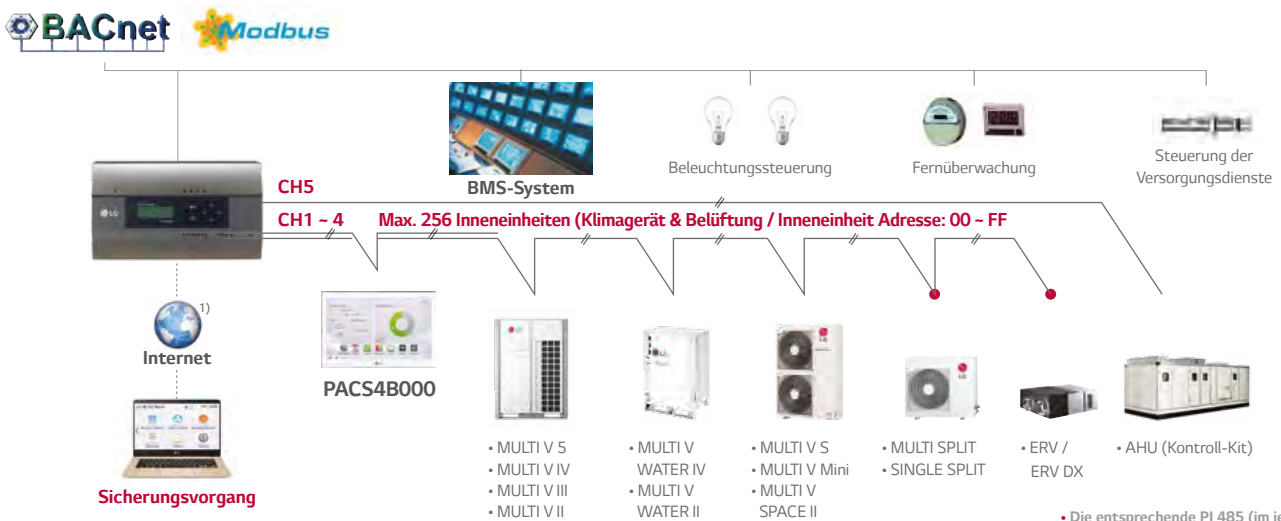 BACnet
Modbus
BMS-System
Beleuchtungssteuerung
Fernüberwachung
Steuerung der
Versorgungsdienste
LG
CH5
CH1 ~ 4
Max. 256 Inneneinheiten (Klimagerät & Belüftung / Inneneinheit Adresse: 00 ~ FF
1)
Internet
PACS4B000
Sicherungsvorgang
• MULTI V 5
• MULTI V IV
• MULTI V III
• MULTI V II
• MULTI V
WATER IV
• MULTI V
WATER II
• MULTI V S
• MULTI V Mini
• MULTI V
SPACE II
• MULTI SPLIT
• SINGLE SPLIT
• ERV /
ERV DX
• AHU (Kontroll-Kit)
• Die entsprechende PI 485 (im je